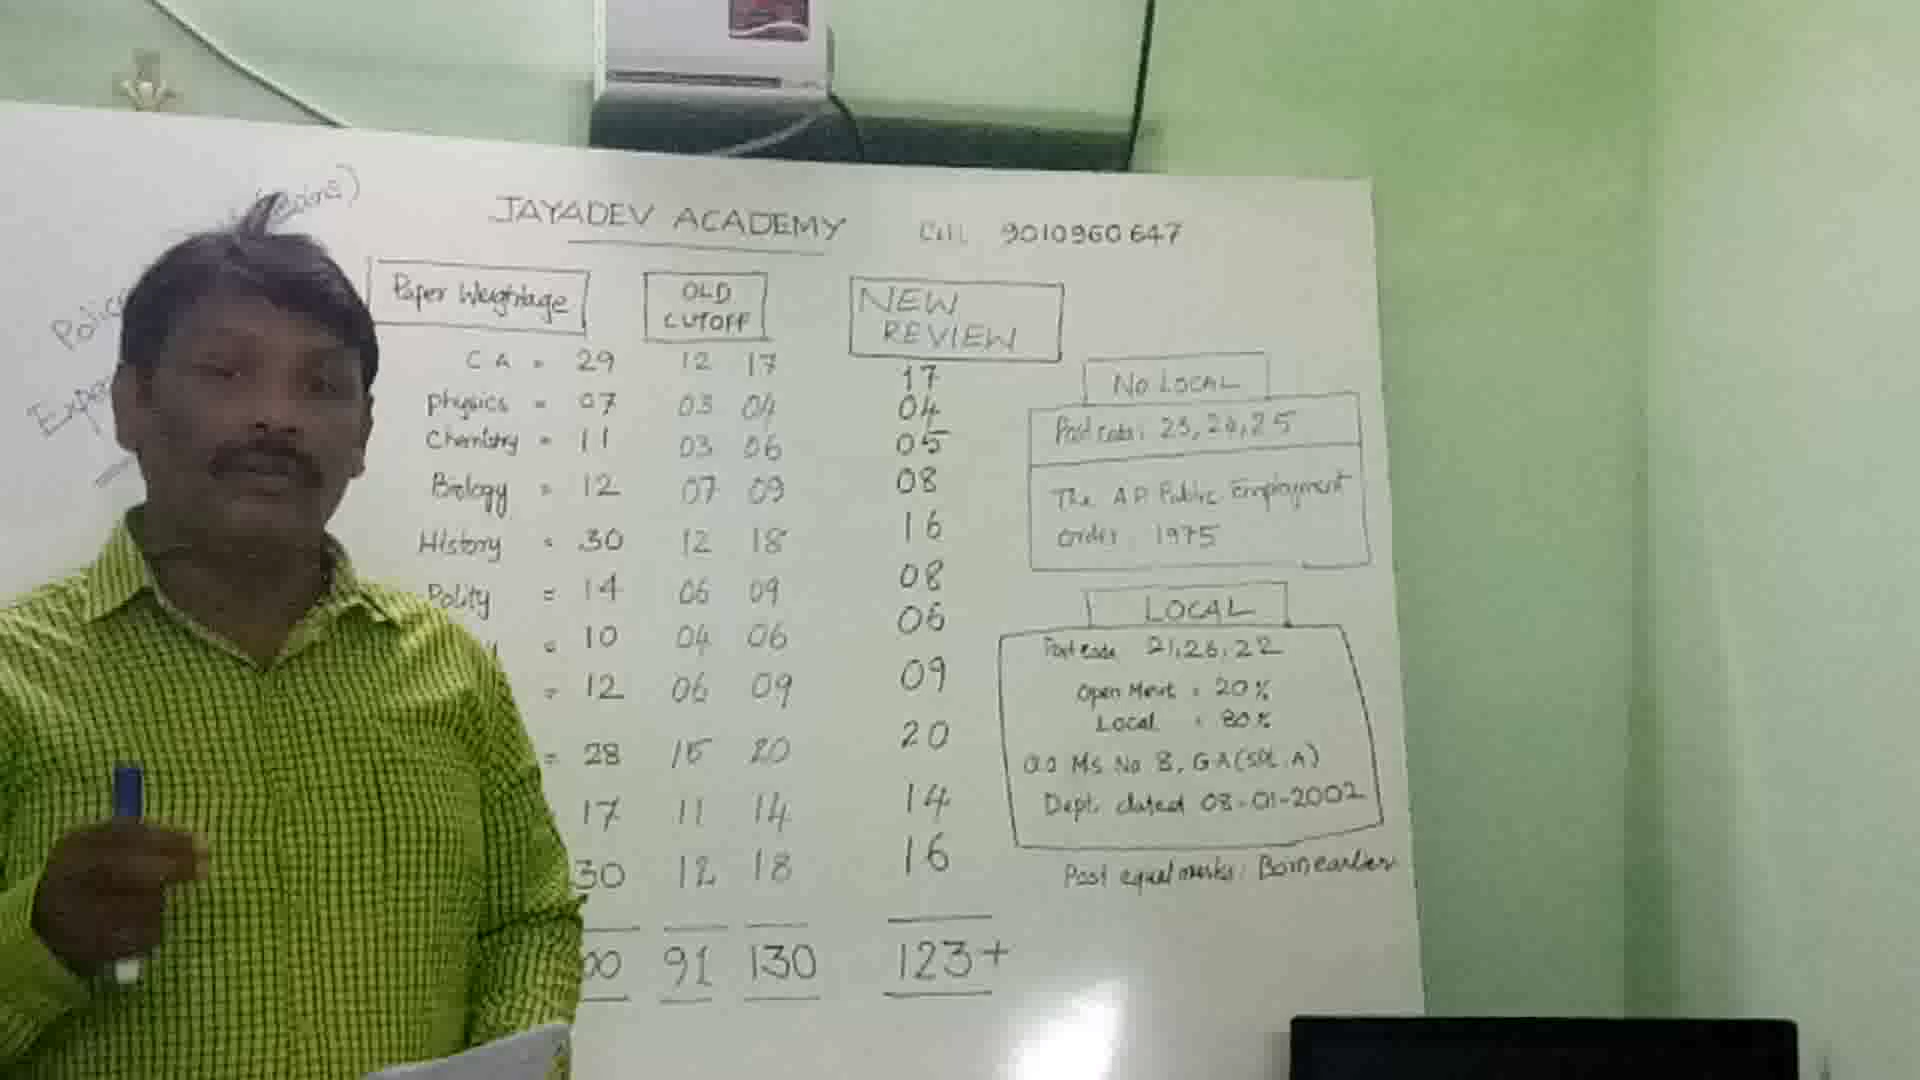 JAYADEV ACADEMY
Call 9010960647
Paper Weightage
OLD
CUTOFF
NEW
REVIEW
CA = 29 12 17 17
Physics = 07 03 04 04
Chemistry = 11 03 06 05
Biology = 12 07 09 08
History = 30 12 18 16
Polity = 14 06 09 08
= 10 04 06 06
= 12 06 09 09
= 28 15 20 20
17 11 14 14
30 12 18 16
00 91 130 123+
NO LOCAL
Post code: 23, 24, 25
The A.P. Public Employment
order, 1975
LOCAL
Post code 21, 26, 22
Open Merit = 20%
Local = 80%
Ms No 8, GA(SPL.A)
Dept. dated 08-01-2002
Post equal marks: Born earlier